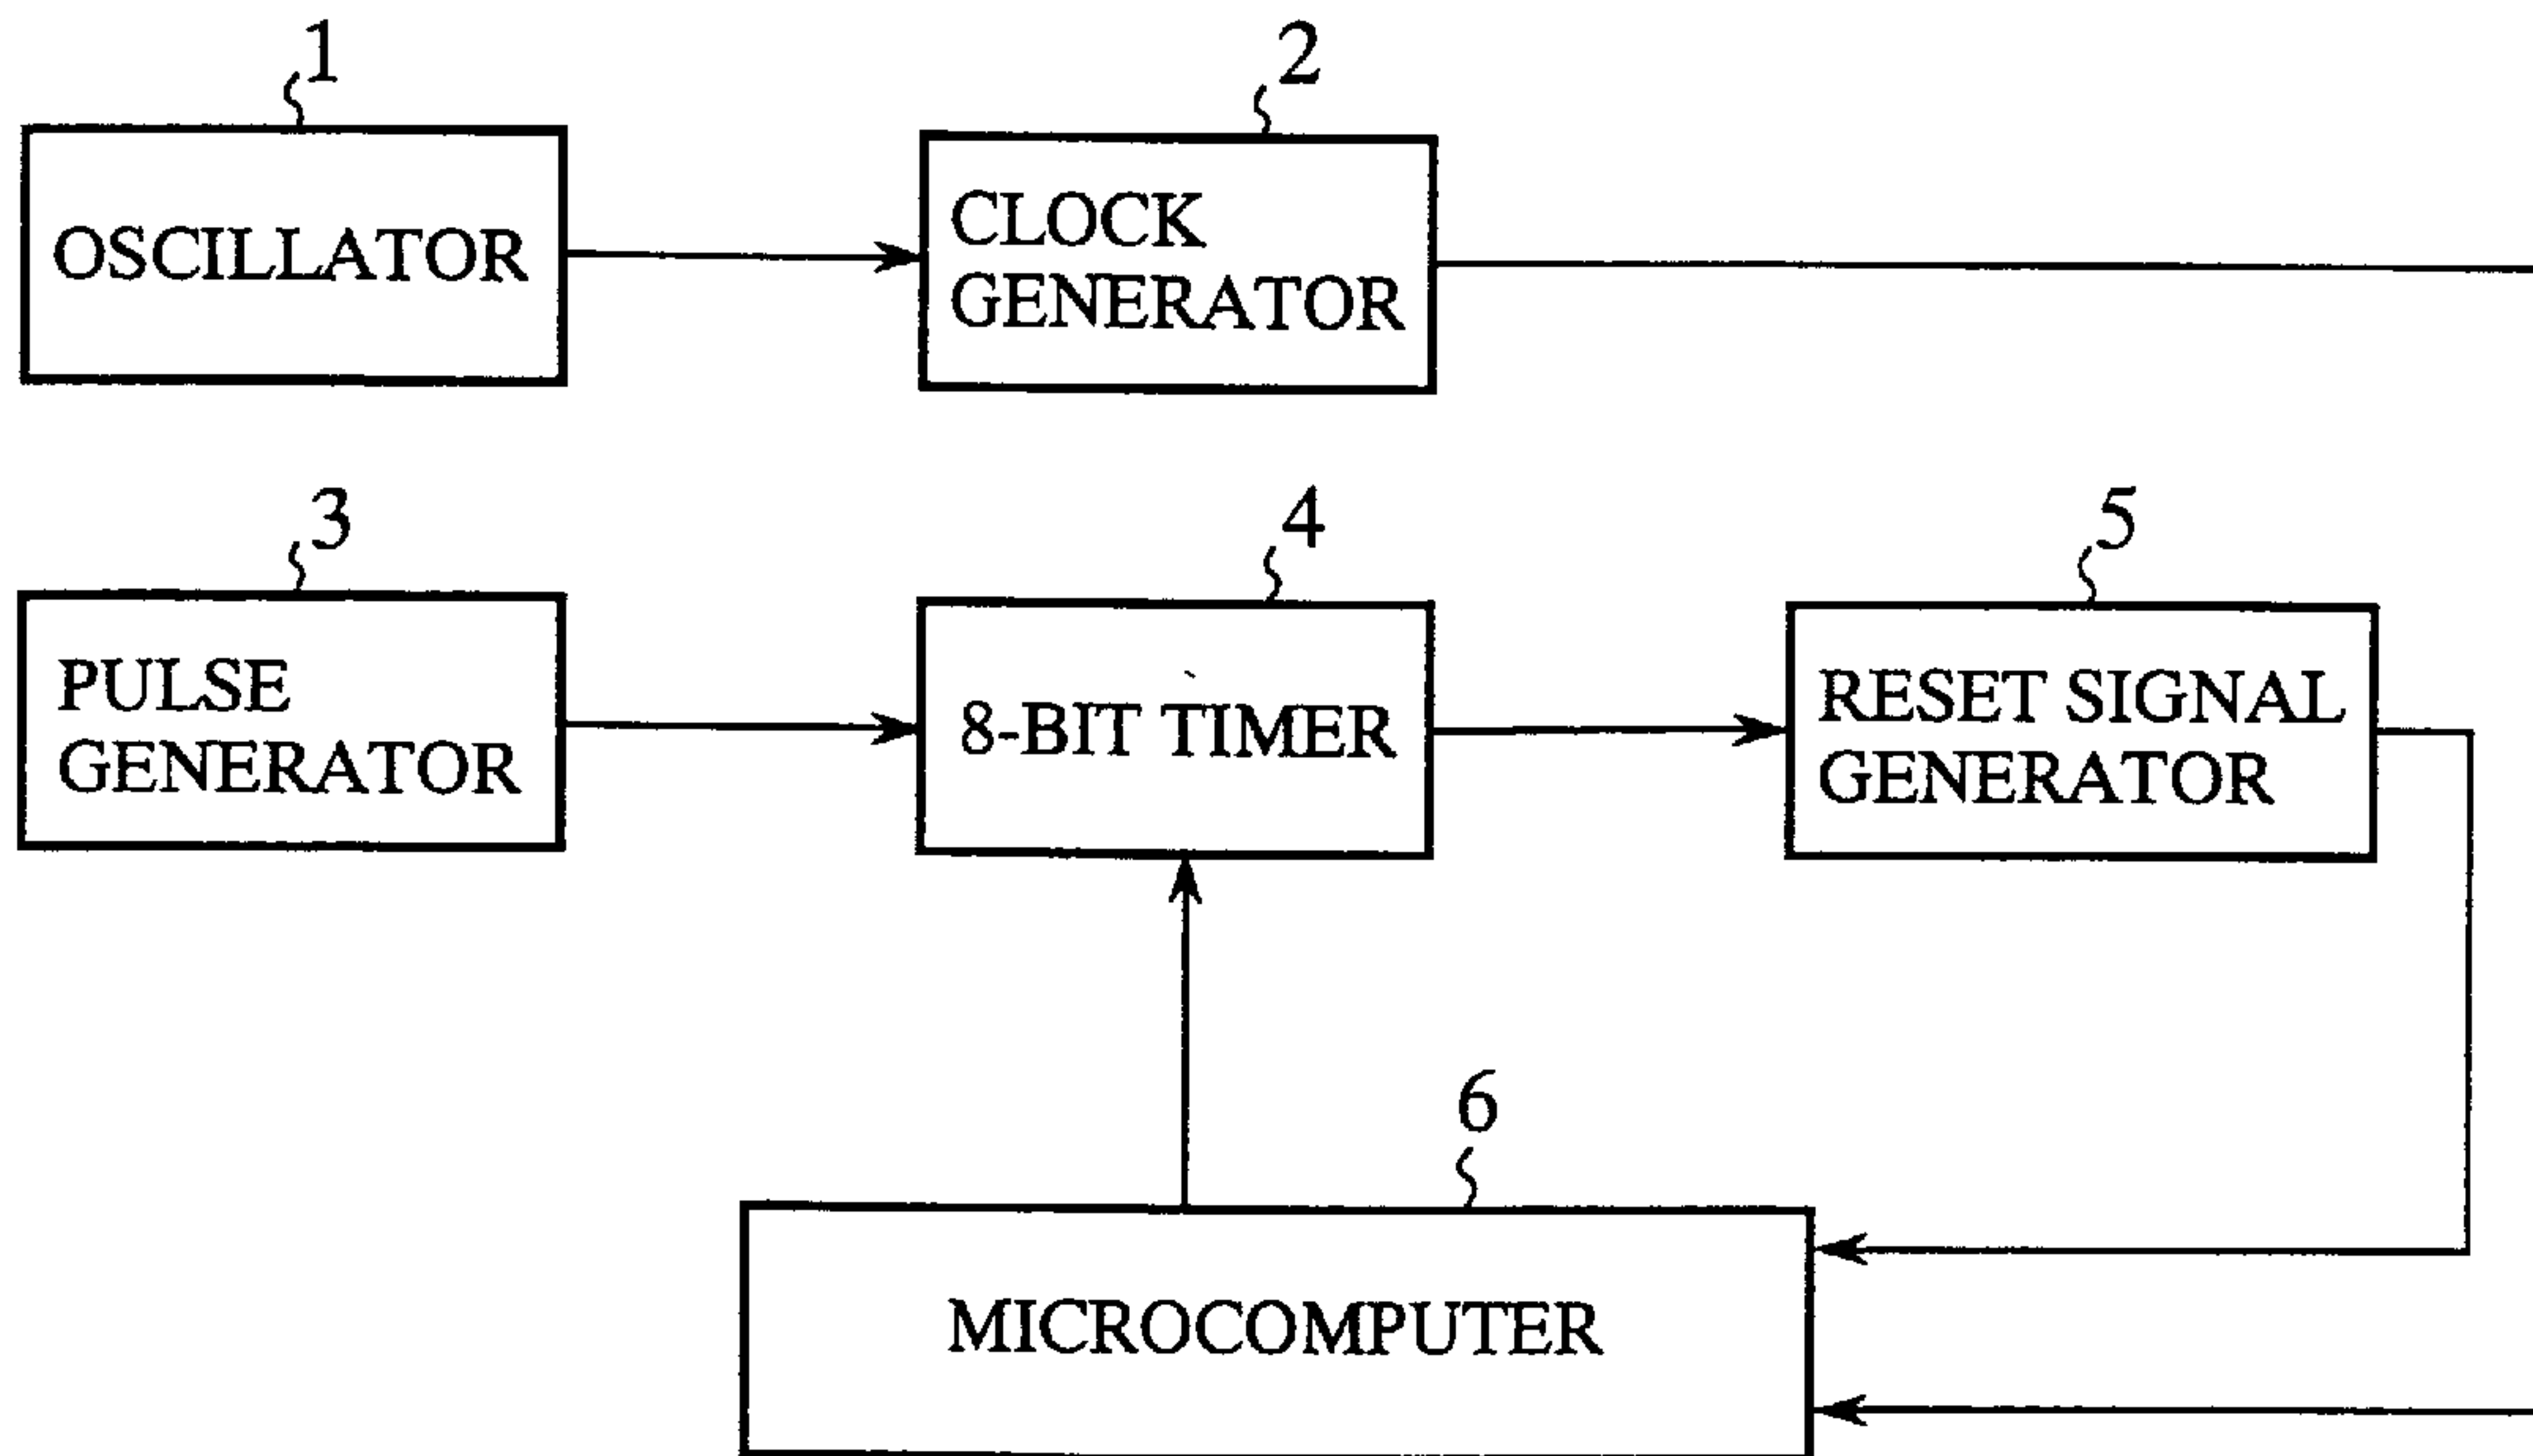 1
2
OSCILLATOR
CLOCK
GENERATOR
3
4
5
PULSE
GENERATOR
8-BIT TIMER
RESET SIGNAL
GENERATOR
6
MICROCOMPUTER